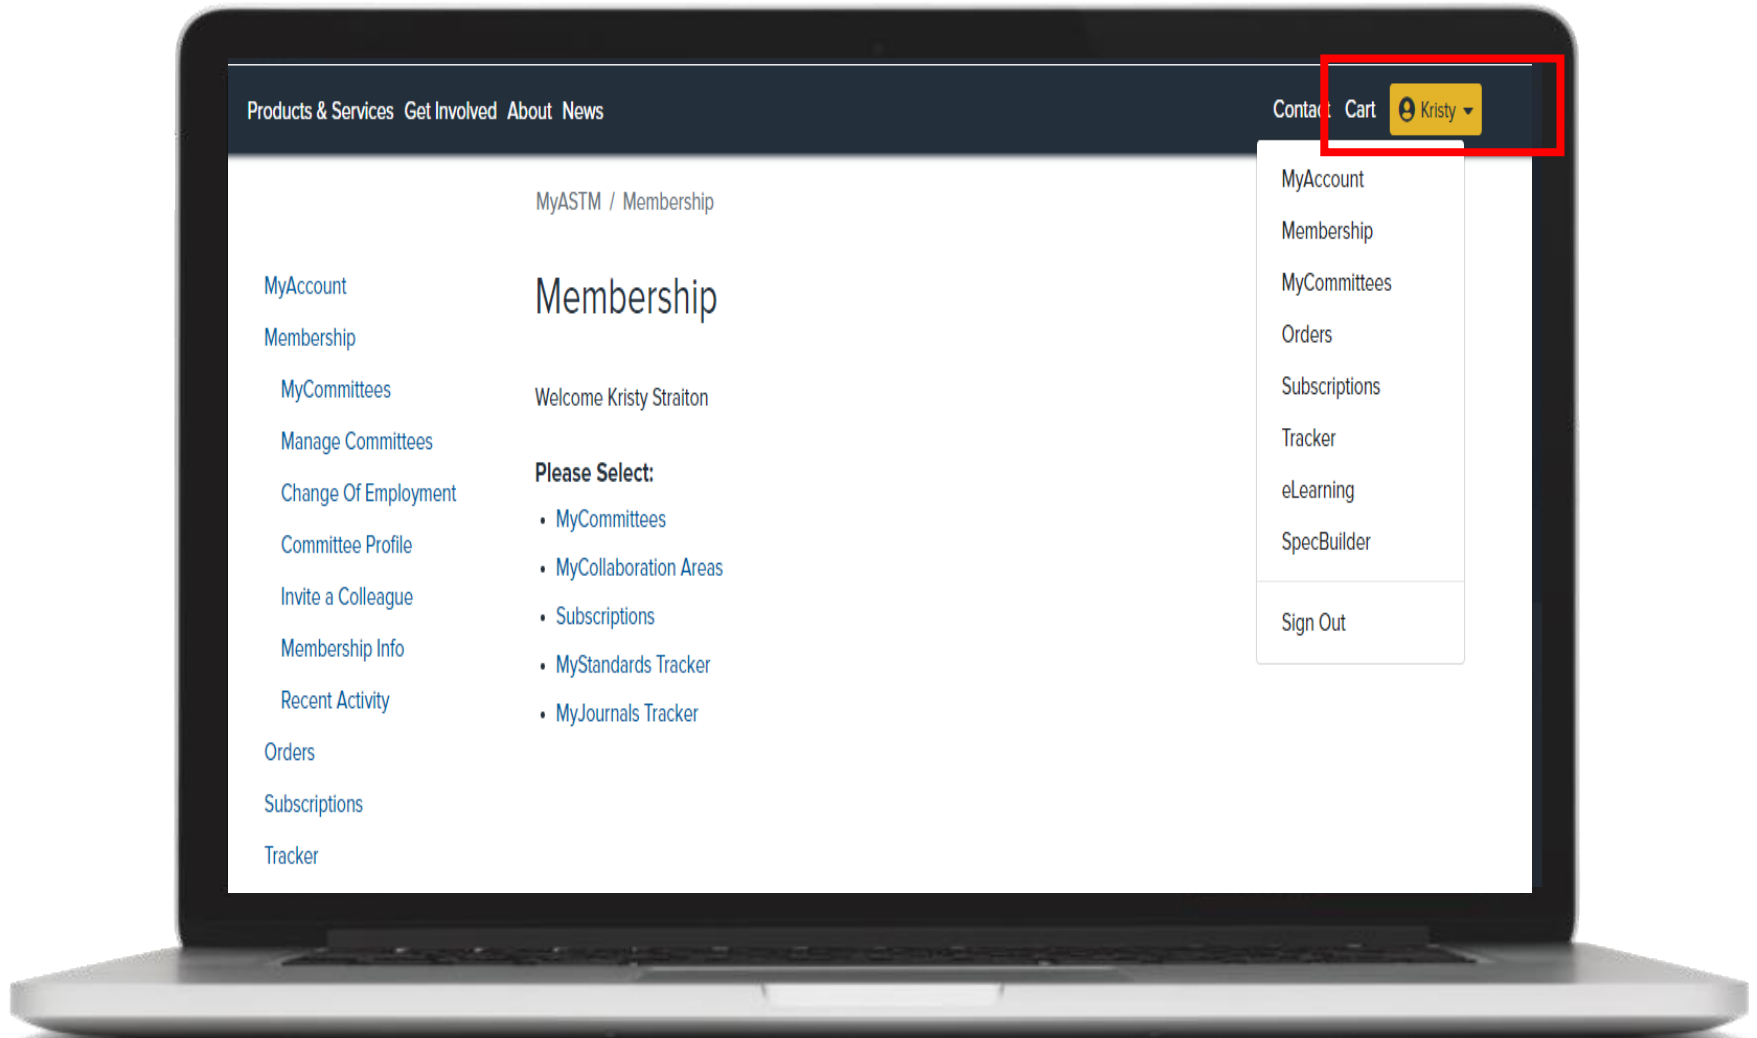 Products & Services Get Involved About News
Contact Cart Kristy
MyASTM / Membership
MyAccount
Membership
MyCommittees
Manage Committees
Change Of Employment
Committee Profile
Invite a Colleague
Membership Info
Recent Activity
Orders
Subscriptions
Tracker
Membership
Welcome Kristy Straiton
Please Select:
• MyCommittees
• MyCollaboration Areas
• Subscriptions
• MyStandards Tracker
• MyJournals Tracker
MyAccount
Membership
MyCommittees
Orders
Subscriptions
Tracker
eLearning
SpecBuilder
Sign Out